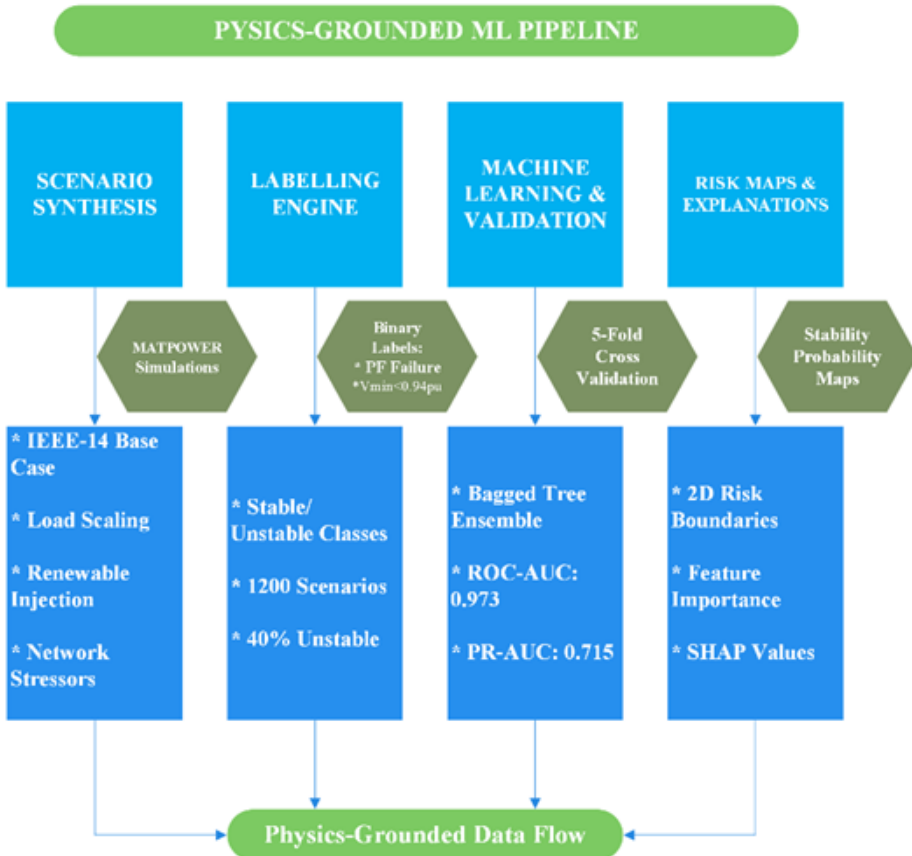 PYSICS-GROUNDED ML PIPELINE
SCENARIO
SYNTHESIS
LABELLING
ENGINE
MACHINE
LEARNING &
VALIDATION
RISK MAPS &
EXPLANATIONS
MATPOWER
Simulations
Binary
Labels:
* PF Failure
*Vmin<0.94pu
5-Fold
Cross
Validation
Stability
Probability
Maps
* IEEE-14 Base
Case
* Load Scaling
* Renewable
Injection
* Network
Stressors
* Stable/
Unstable Classes
* 1200 Scenarios
* 40% Unstable
* Bagged Tree
Ensemble
* ROC-AUC:
0.973
* PR-AUC: 0.715
* 2D Risk
Boundaries
* Feature
Importance
* SHAP Values
Physics-Grounded Data Flow